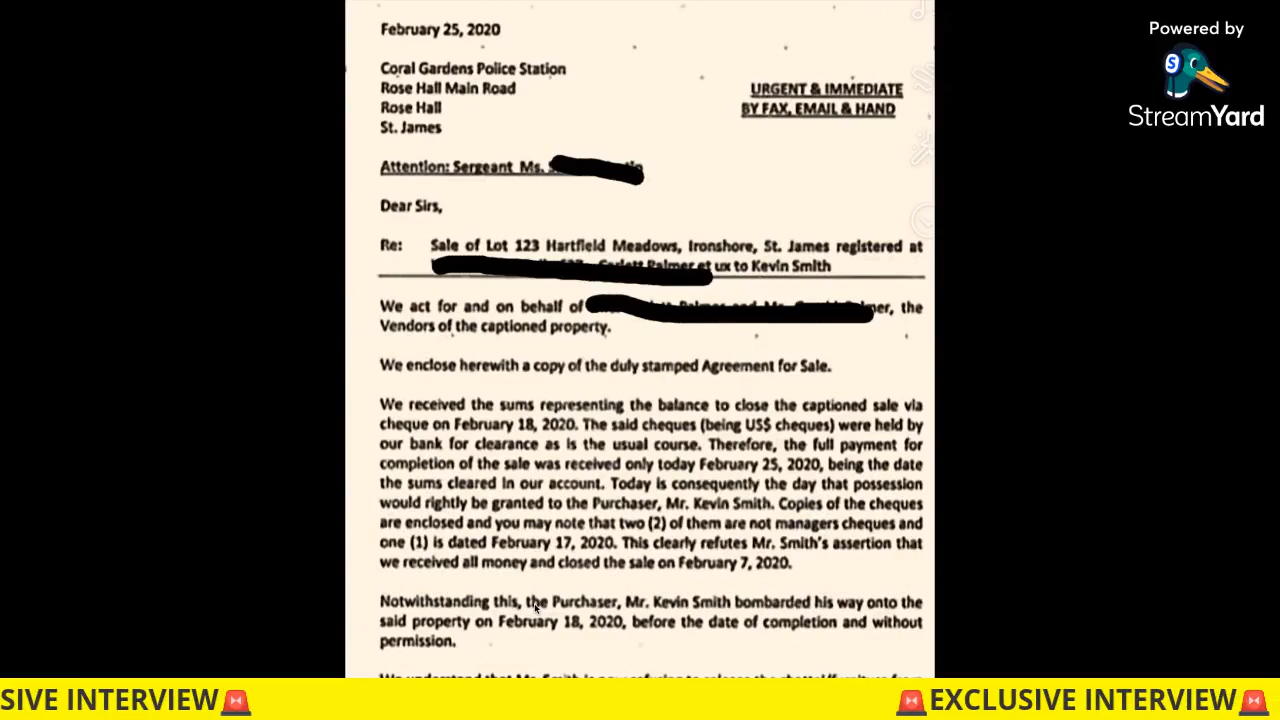 February 25, 2020
Powered by
StreamYard
Coral Gardens Police Station
Rose Hall Main Road
URGENT & IMMEDIATE
Rose Hall
BY FAX, EMAIL & HAND
St. James
Attention: Sergeant Ms.
Dear Sirs,
Re: Sale of Lot 123 Hartfield Meadows, Ironshore, St. James registered at
et ux to Kevin Smith
We act for and on behalf of the
Vendors of the captioned property.
We enclose herewith a copy of the duly stamped Agreement for Sale.
We received the sums representing the balance to close the captioned sale via
cheque on February 18, 2020. The said cheques (being US$ cheques) were held by
our bank for clearance as is the usual course. Therefore, the full payment for
completion of the sale was received only today February 25, 2020, being the date
the sums cleared in our account. Today is consequently the day that possession
would rightly be granted to the Purchaser, Mr. Kevin Smith. Copies of the cheques
are enclosed and you may note that two (2) of them are not managers cheques and
one (1) is dated February 17, 2020. This clearly refutes Mr. Smith's assertion that
we received all money and closed the sale on February 7, 2020.
Notwithstanding this, the Purchaser, Mr. Kevin Smith bombarded his way onto the
said property on February 18, 2020, before the date of completion and without
permission.
SIVE INTERVIEW
EXCLUSIVE INTERVIEW